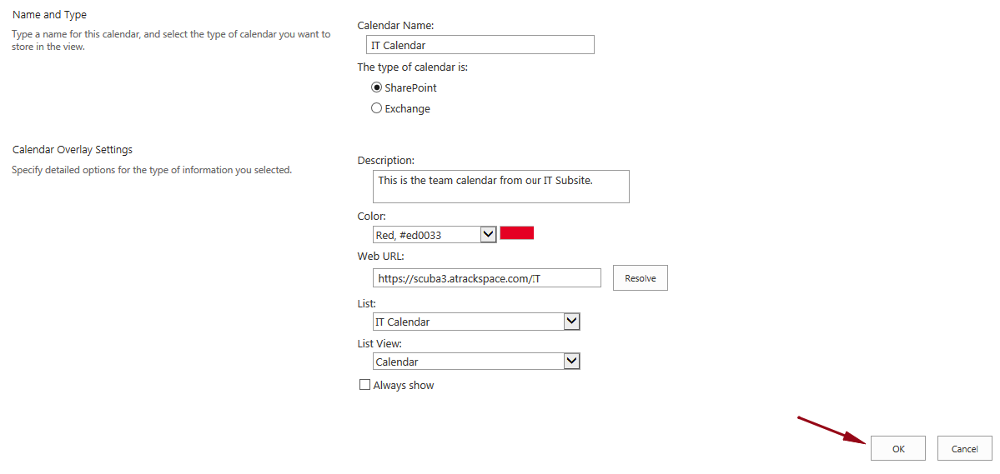 Name and Type
Type a name for this calendar, and select the type of calendar you want to
store in the view.
Calendar Name:
IT Calendar
The type of calendar is:
SharePoint
Exchange
Calendar Overlay Settings
Specify detailed options for the type of information you selected.
Description:
This is the team calendar from our IT Subsite.
Color:
Red, #ed0033
Web URL:
https://scuba3.atrackspace.com/IT
Resolve
List:
IT Calendar
List View:
Calendar
Always show
OK
Cancel